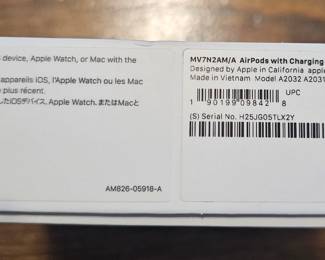 device, Apple Watch, or Mac with the
appareils iOS, l'Apple Watch ou les Mac
plus récent.
たiOSデバイス、Apple Watch、またはMacと
AM826-05918-A
MV7N2AM/A AirPods with Charging
Designed by Apple in California
Made in Vietnam Model A2032 A2031
UPC
1 90199 09842 8
(S) Serial No. H25JG05TLX2Y